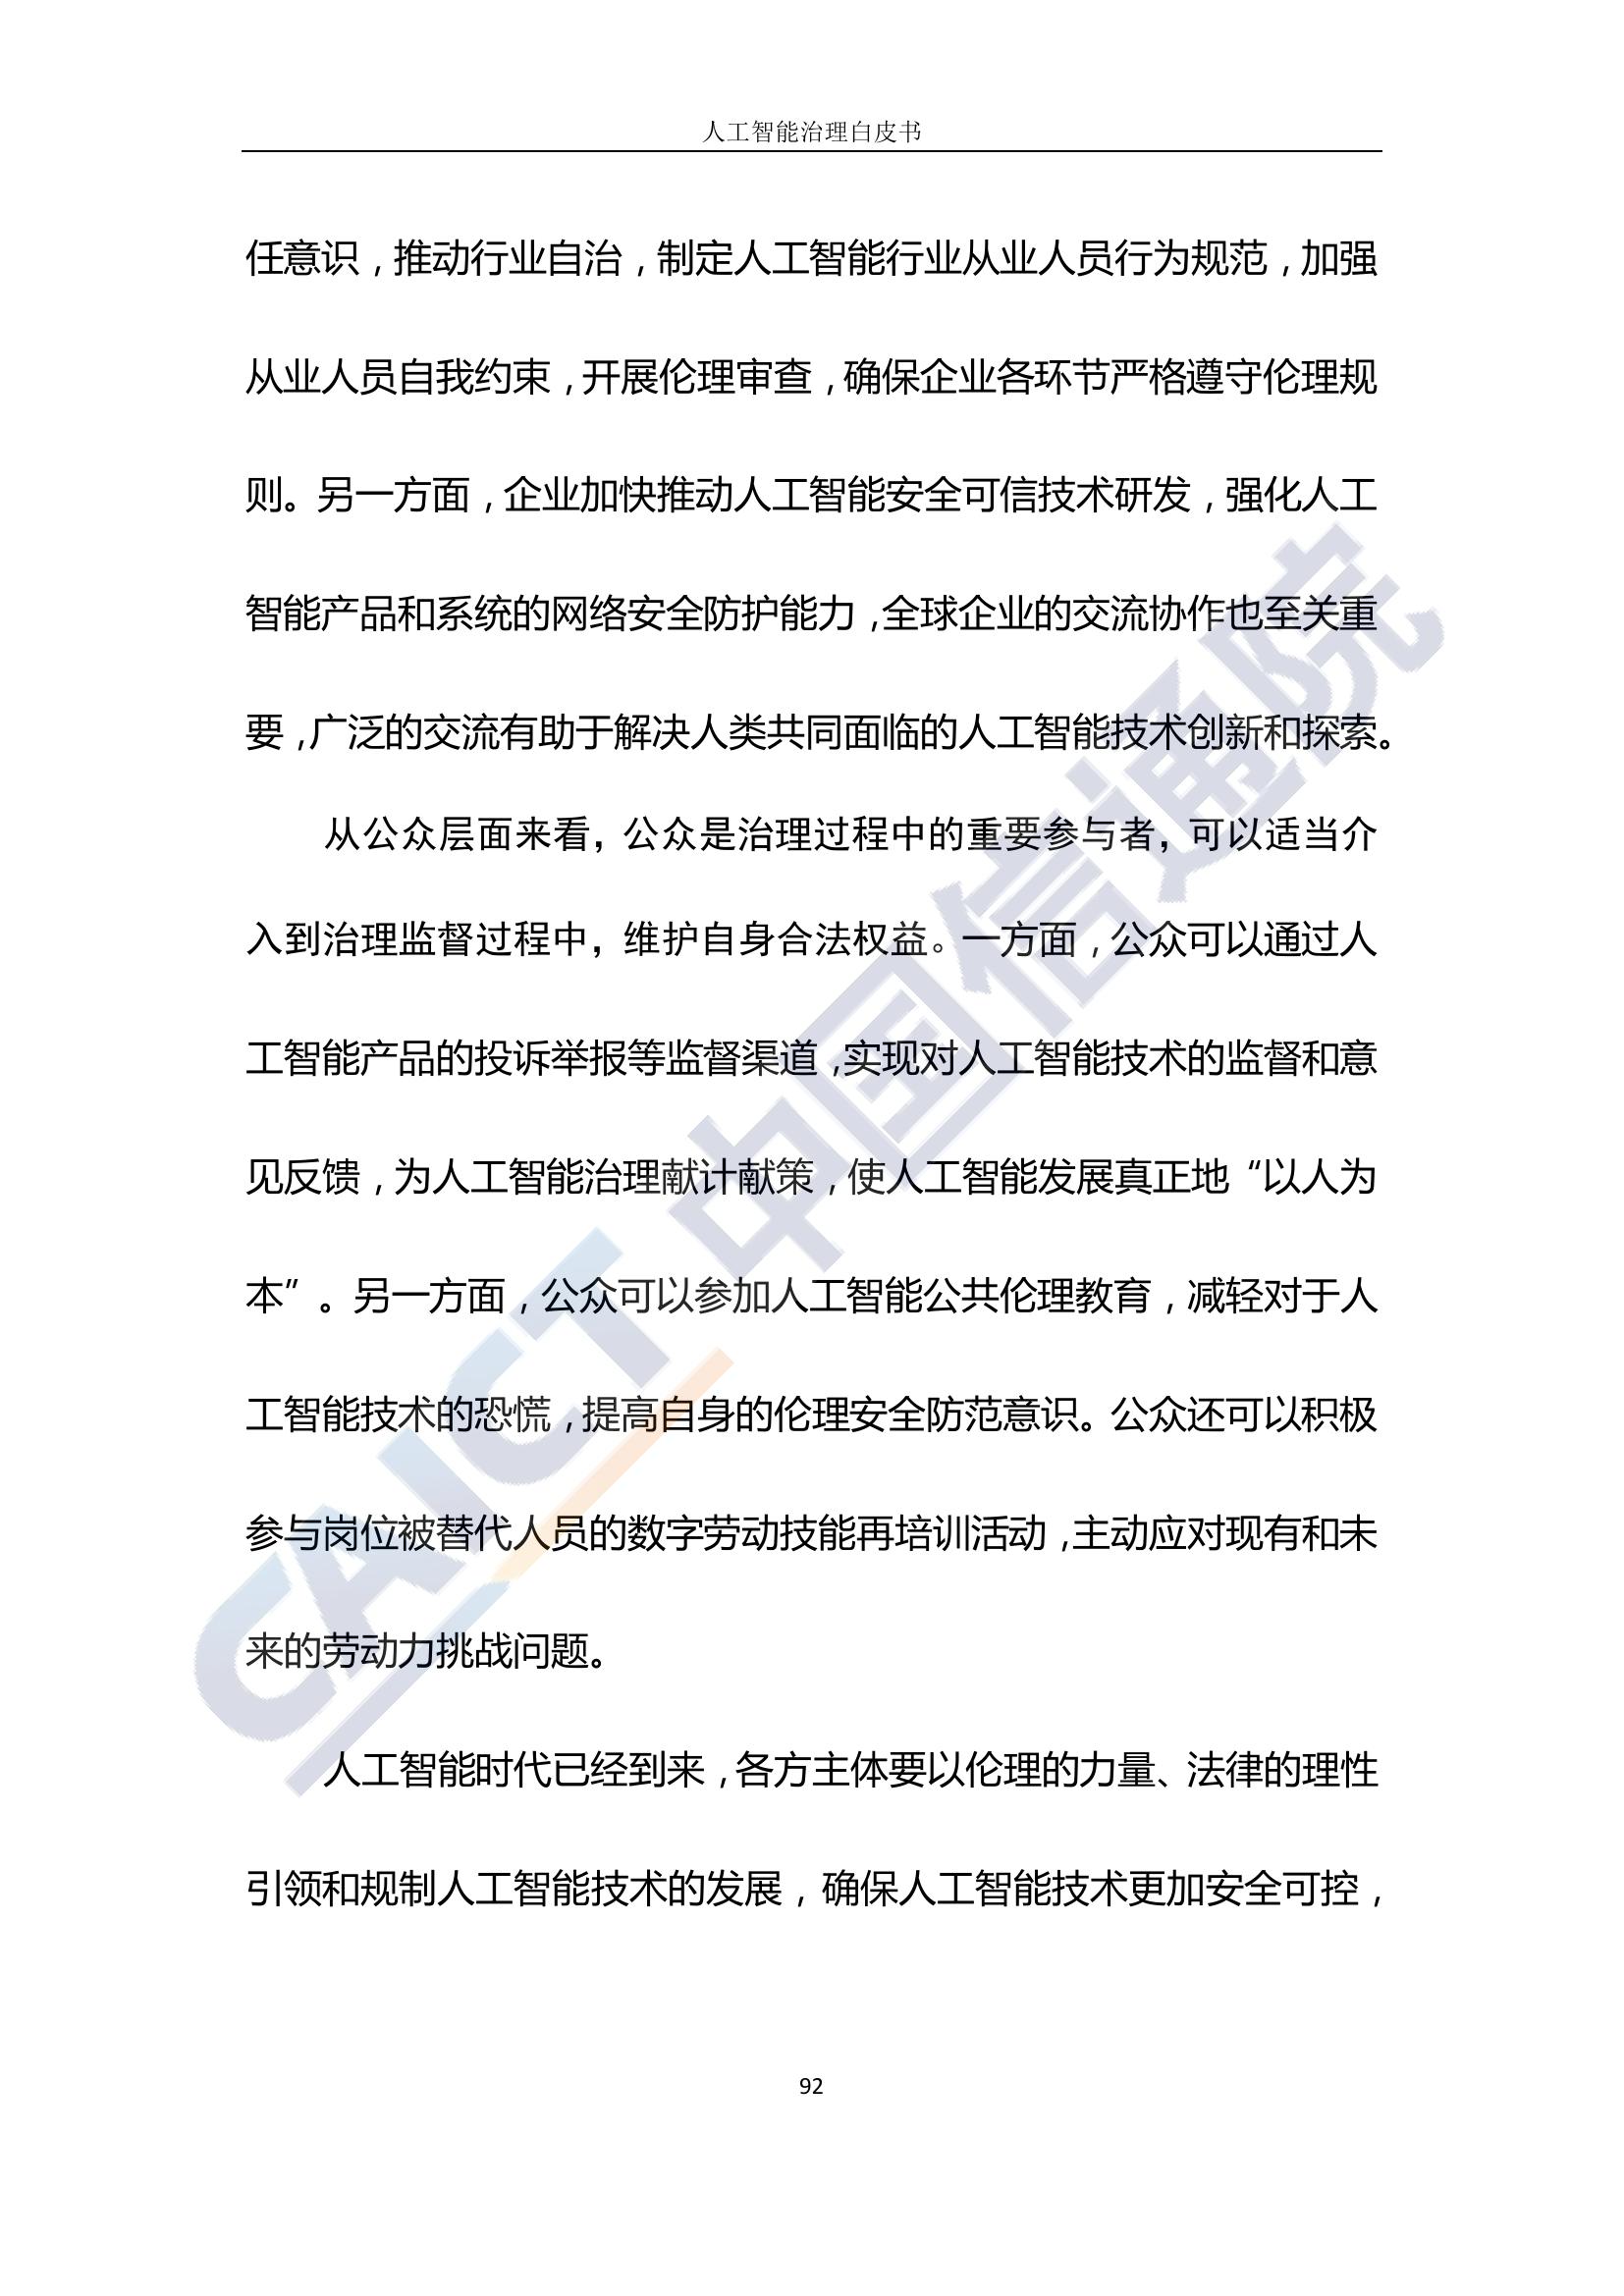 人工智能治理白皮书
任意识，推动行业自治，制定人工智能行业从业人员行为规范，加强
从业人员自我约束，开展伦理审查，确保企业各环节严格遵守伦理规
则。另一方面，企业加快推动人工智能安全可信技术研发，强化人工
智能产品和系统的网络安全防护能力，全球企业的交流协作也至关重
要，广泛的交流有助于解决人类共同面临的人工智能技术创新和探索。
从公众层面来看，公众是治理过程中的重要参与者，可以适当介
入到治理监督过程中，维护自身合法权益。一方面，公众可以通过人
工智能产品的投诉举报等监督渠道，实现对人工智能技术的监督和意
见反馈，为人工智能治理献计献策，使人工智能发展真正地“以人为
本”。另一方面，公众可以参加人工智能公共伦理教育，减轻对于人
工智能技术的恐慌，提高自身的伦理安全防范意识。公众还可以积极
参与岗位被替代人员的数字劳动技能再培训活动，主动应对现有和未
来的劳动力挑战问题。
人工智能时代已经到来，各方主体要以伦理的力量、法律的理性
引领和规制人工智能技术的发展，确保人工智能技术更加安全可控，
92
CAICT 中国信通院